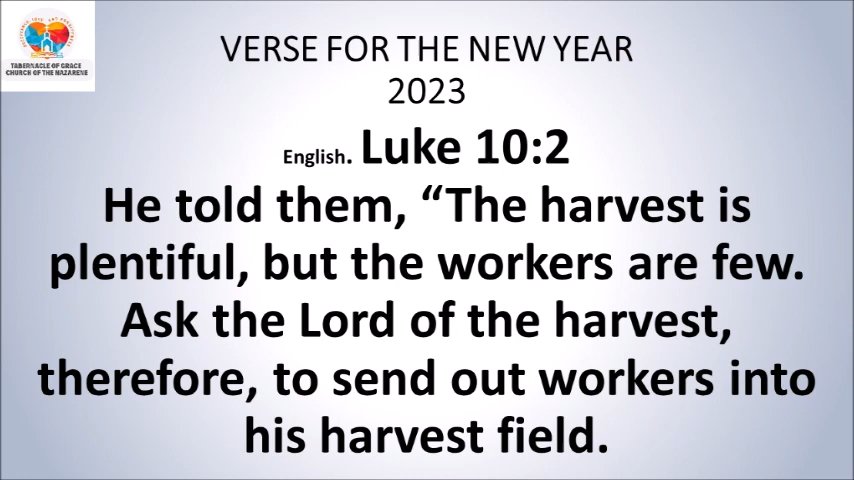 TABERNACLE OF GRACE
CHURCH OF THE NAZARENE
VERSE FOR THE NEW YEAR
2023
English. Luke 10:2
He told them, “The harvest is
plentiful, but the workers are few.
Ask the Lord of the harvest,
therefore, to send out workers into
his harvest field.